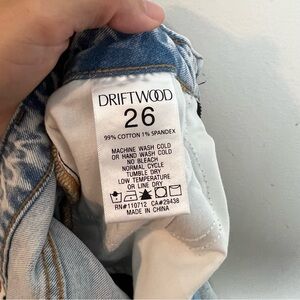 DRIFTWOOD
26
99% COTTON 1% SPANDEX
MACHINE WASH COLD
OR HAND WASH COLD
NO BLEACH
NORMAL CYCLE
TUMBLE DRY
LOW TEMPERATURE
OR LINE DRY
RN#110712 CA#29438
MADE IN CHINA